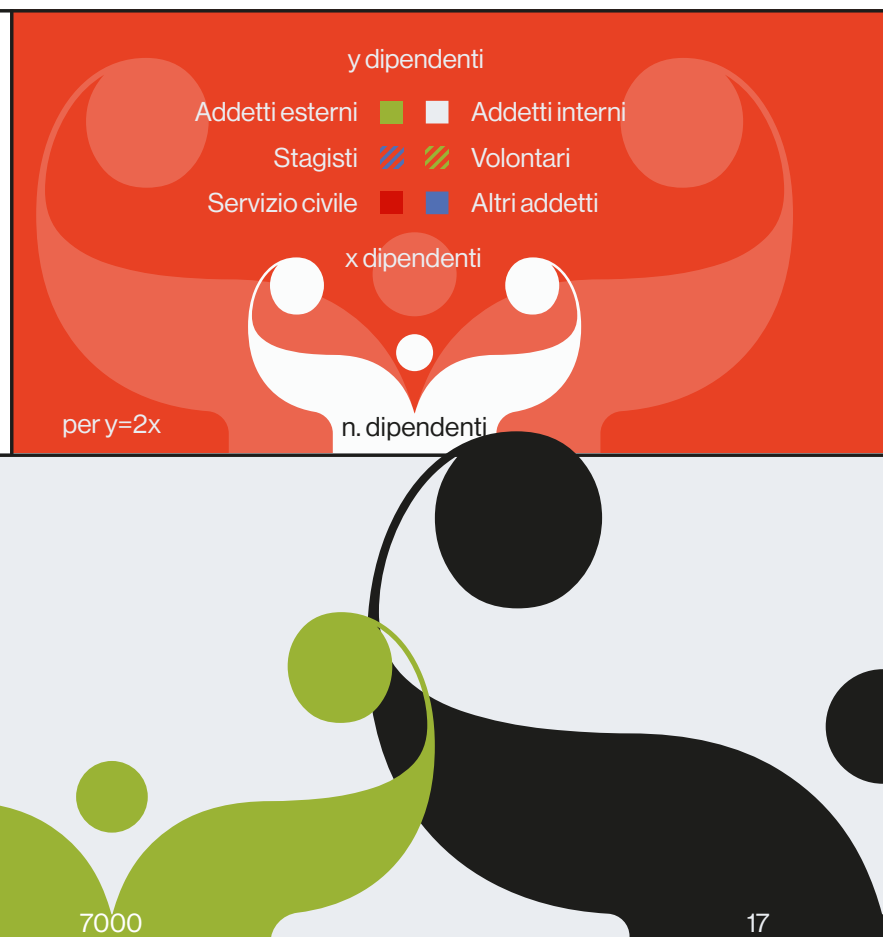 y dipendenti
Addetti esterni Addetti interni
Stagisti Volontari
Servizio civile Altri addetti
x dipendenti
per y=2x
n. dipendenti
7000 17